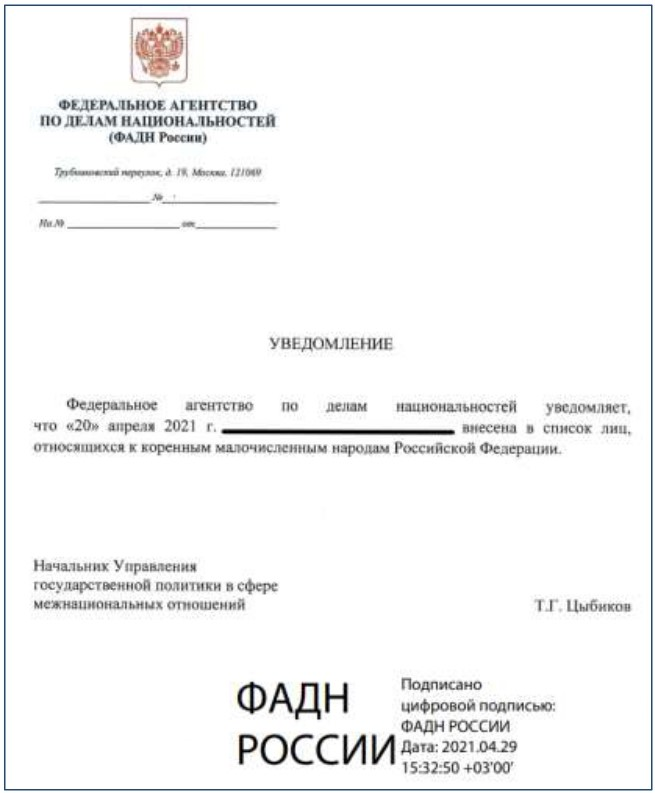 ФЕДЕРАЛЬНОЕ АГЕНТСТВО
ПО ДЕЛАМ НАЦИОНАЛЬНОСТЕЙ
(ФАДН России)
Трубниковский переулок, д. 19, Москва, 121069
№
На № от
УВЕДОМЛЕНИЕ
Федеральное агентство по делам национальностей уведомляет,
что «20» апреля 2021 г. внесена в список лиц,
относящихся к коренным малочисленным народам Российской Федерации.
Начальник Управления
государственной политики в сфере
межнациональных отношений
Т.Г. Цыбиков
ФАДН
РОССИИ
Подписано
цифровой подписью:
ФАДН РОССИИ
Дата: 2021.04.29
15:32:50 +03'00'